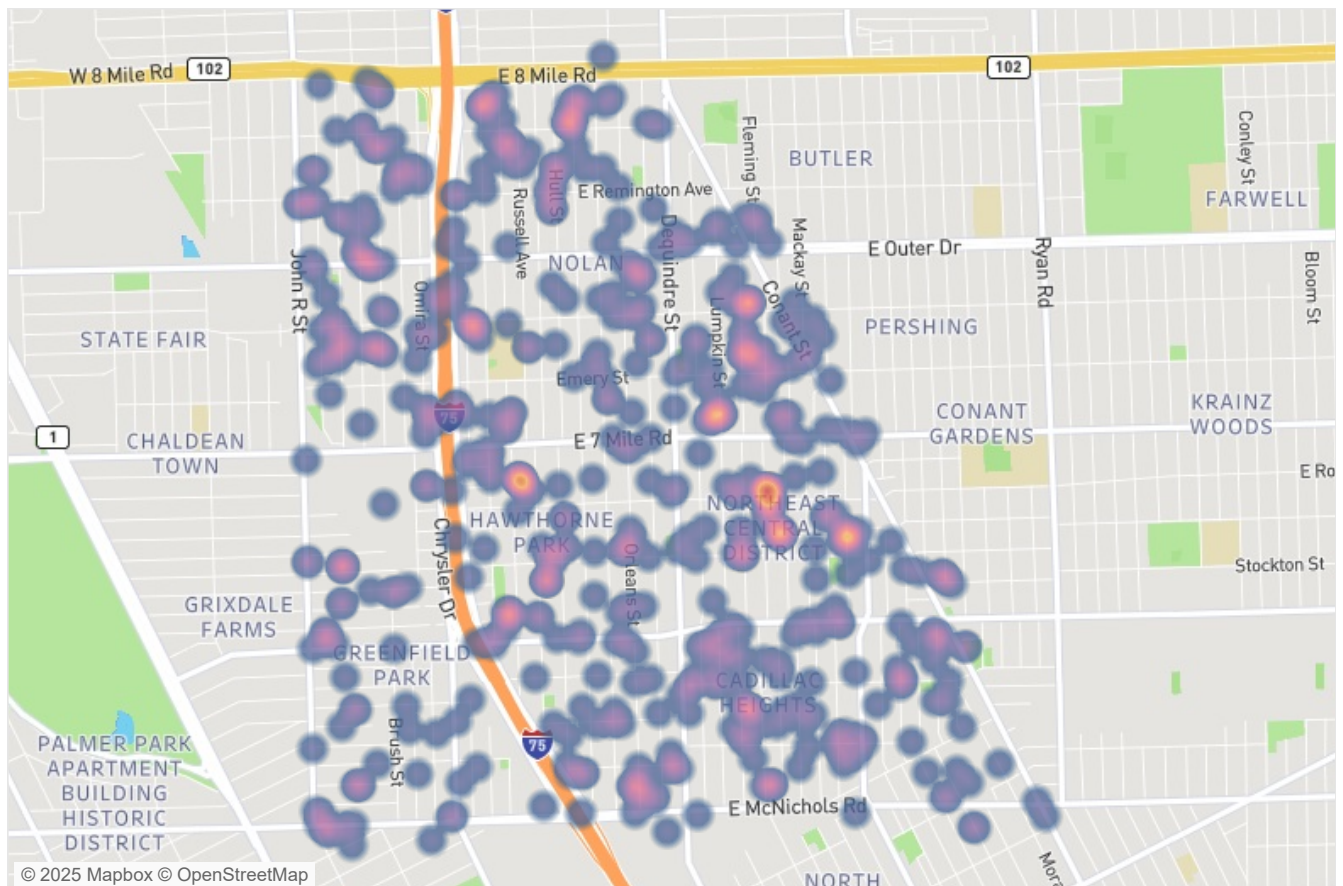 W 8 Mile Rd
102
E 8 Mile Rd
102
Fleming St
Conley St
BUTLER
Hull St
E Remington Ave
Russell Ave
FARWELL
Mackay St
Dequindre St
E Outer Dr
Ryan Rd
John R St
NOLAN
Bloom St
Omira St
Conant St
Lumpkin St
PERSHING
STATE FAIR
Emery St
75
1
CHALDEAN
TOWN
E 7 Mile Rd
CONANT
GARDENS
KRAINZ
WOODS
E Ro
HAWTHORNE
PARK
NORTHEAST
CENTRAL
DISTRICT
Chrysler Dr
Orleans St
Stockton St
GRIXDALE
FARMS
GREENFIELD
PARK
CADILLAC
HEIGHTS
Brush St
75
PALMER PARK
APARTMENT
BUILDING
HISTORIC
DISTRICT
E McNichols Rd
Mora
NORTH
© 2025 Mapbox © OpenStreetMap